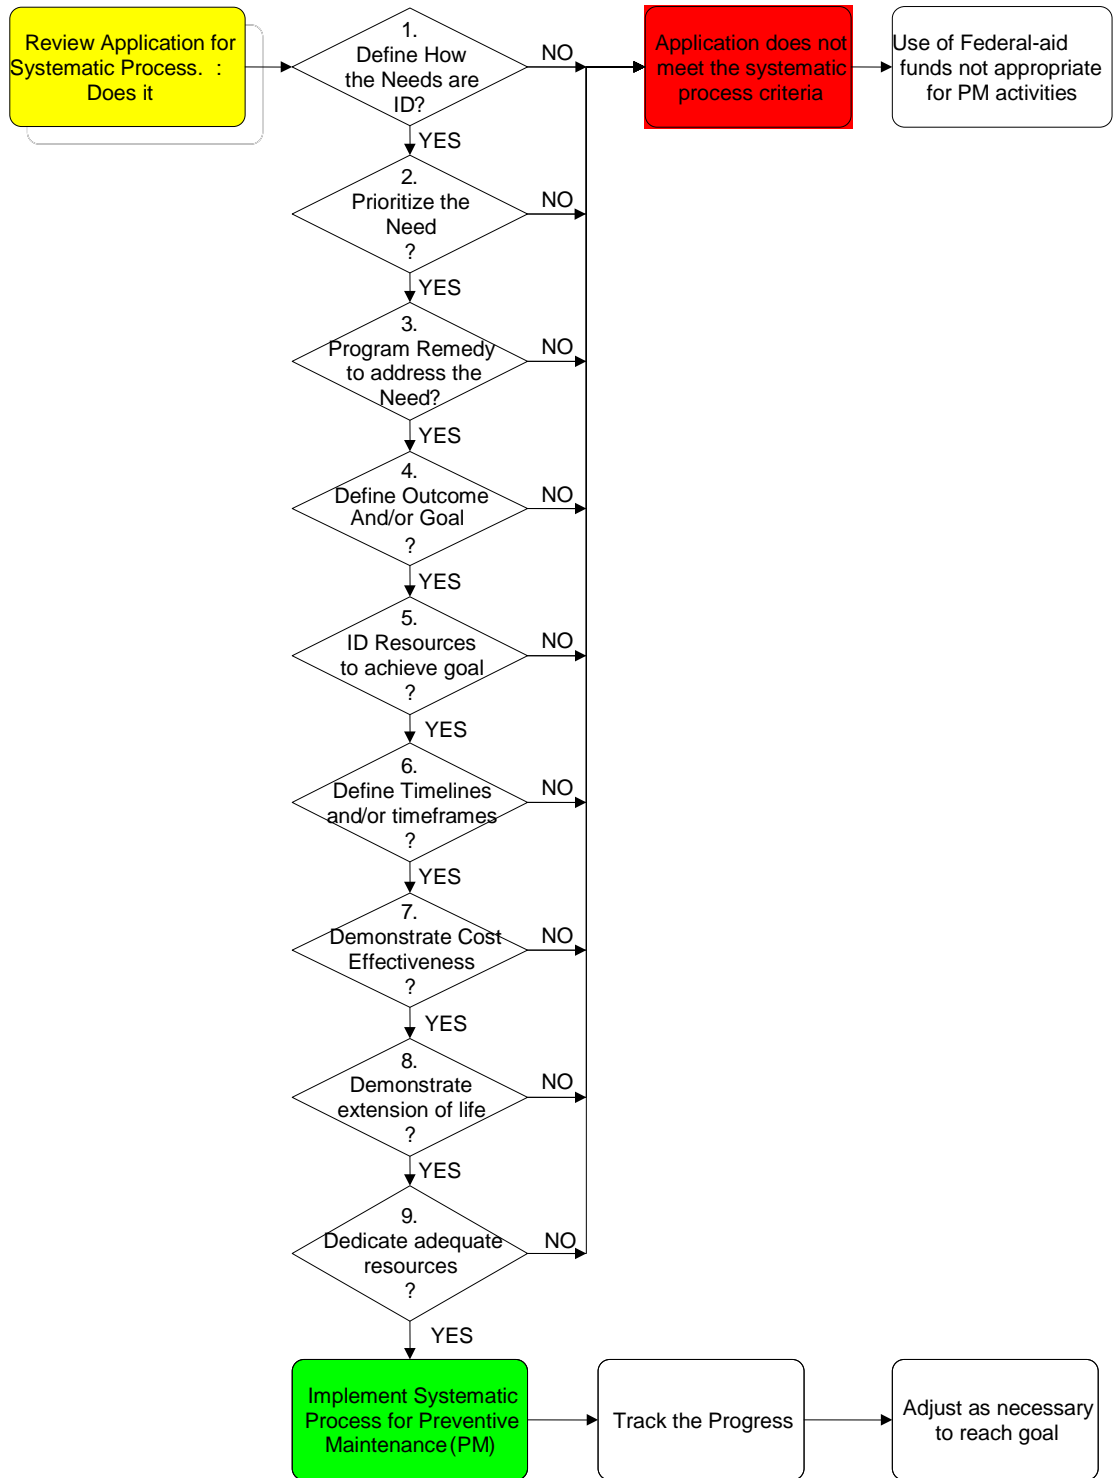 Review Application for
Systematic Process. :
Does it
1.
Define How
the Needs are
ID?
NO
Application does not
meet the systematic
process criteria
Use of Federal-aid
funds not appropriate
for PM activities
YES
2.
Prioritize the
Need
?
NO
YES
3.
Program Remedy
to address the
Need?
NO
YES
4.
Define Outcome
And/or Goal
?
NO
YES
5.
ID Resources
to achieve goal
?
NO
YES
6.
Define Timelines
and/or timeframes
?
NO
YES
7.
Demonstrate Cost
Effectiveness
?
NO
YES
8.
Demonstrate
extension of life
?
NO
YES
9.
Dedicate adequate
resources
?
NO
YES
Implement Systematic
Process for Preventive
Maintenance (PM)
Track the Progress
Adjust as necessary
to reach goal